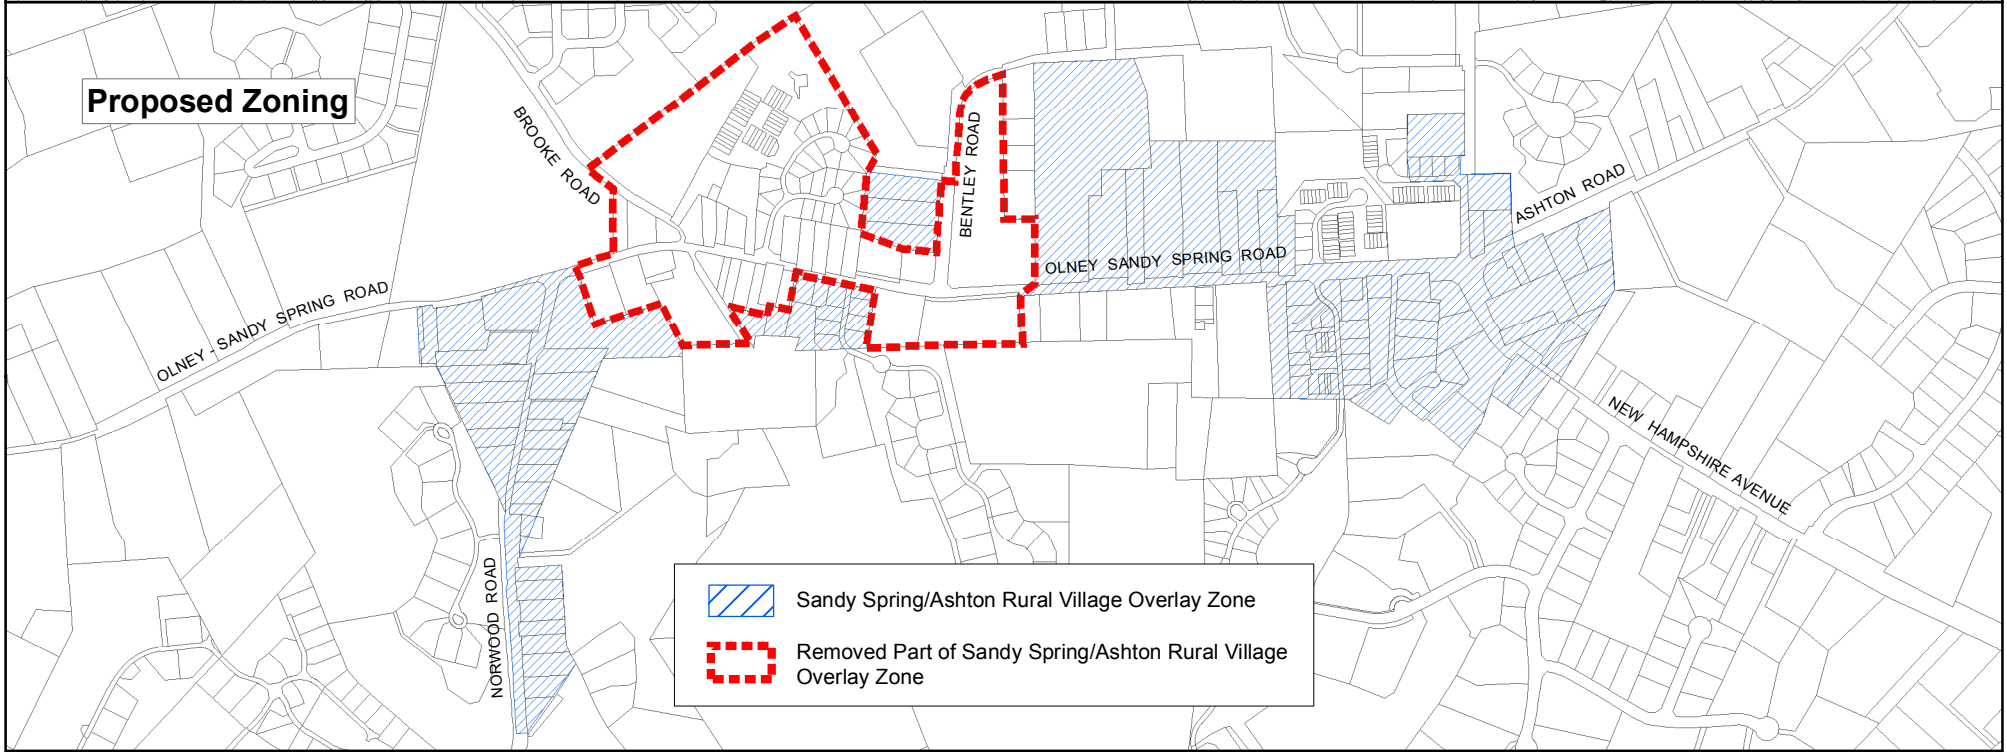 Proposed Zoning
BROOKE ROAD
BENTLEY ROAD
ASHTON ROAD
OLNEY SANDY SPRING ROAD
OLNEY - SANDY SPRING ROAD
NEW HAMPSHIRE AVENUE
NORWOOD ROAD
Sandy Spring/Ashton Rural Village Overlay Zone
Removed Part of Sandy Spring/Ashton Rural Village
Overlay Zone